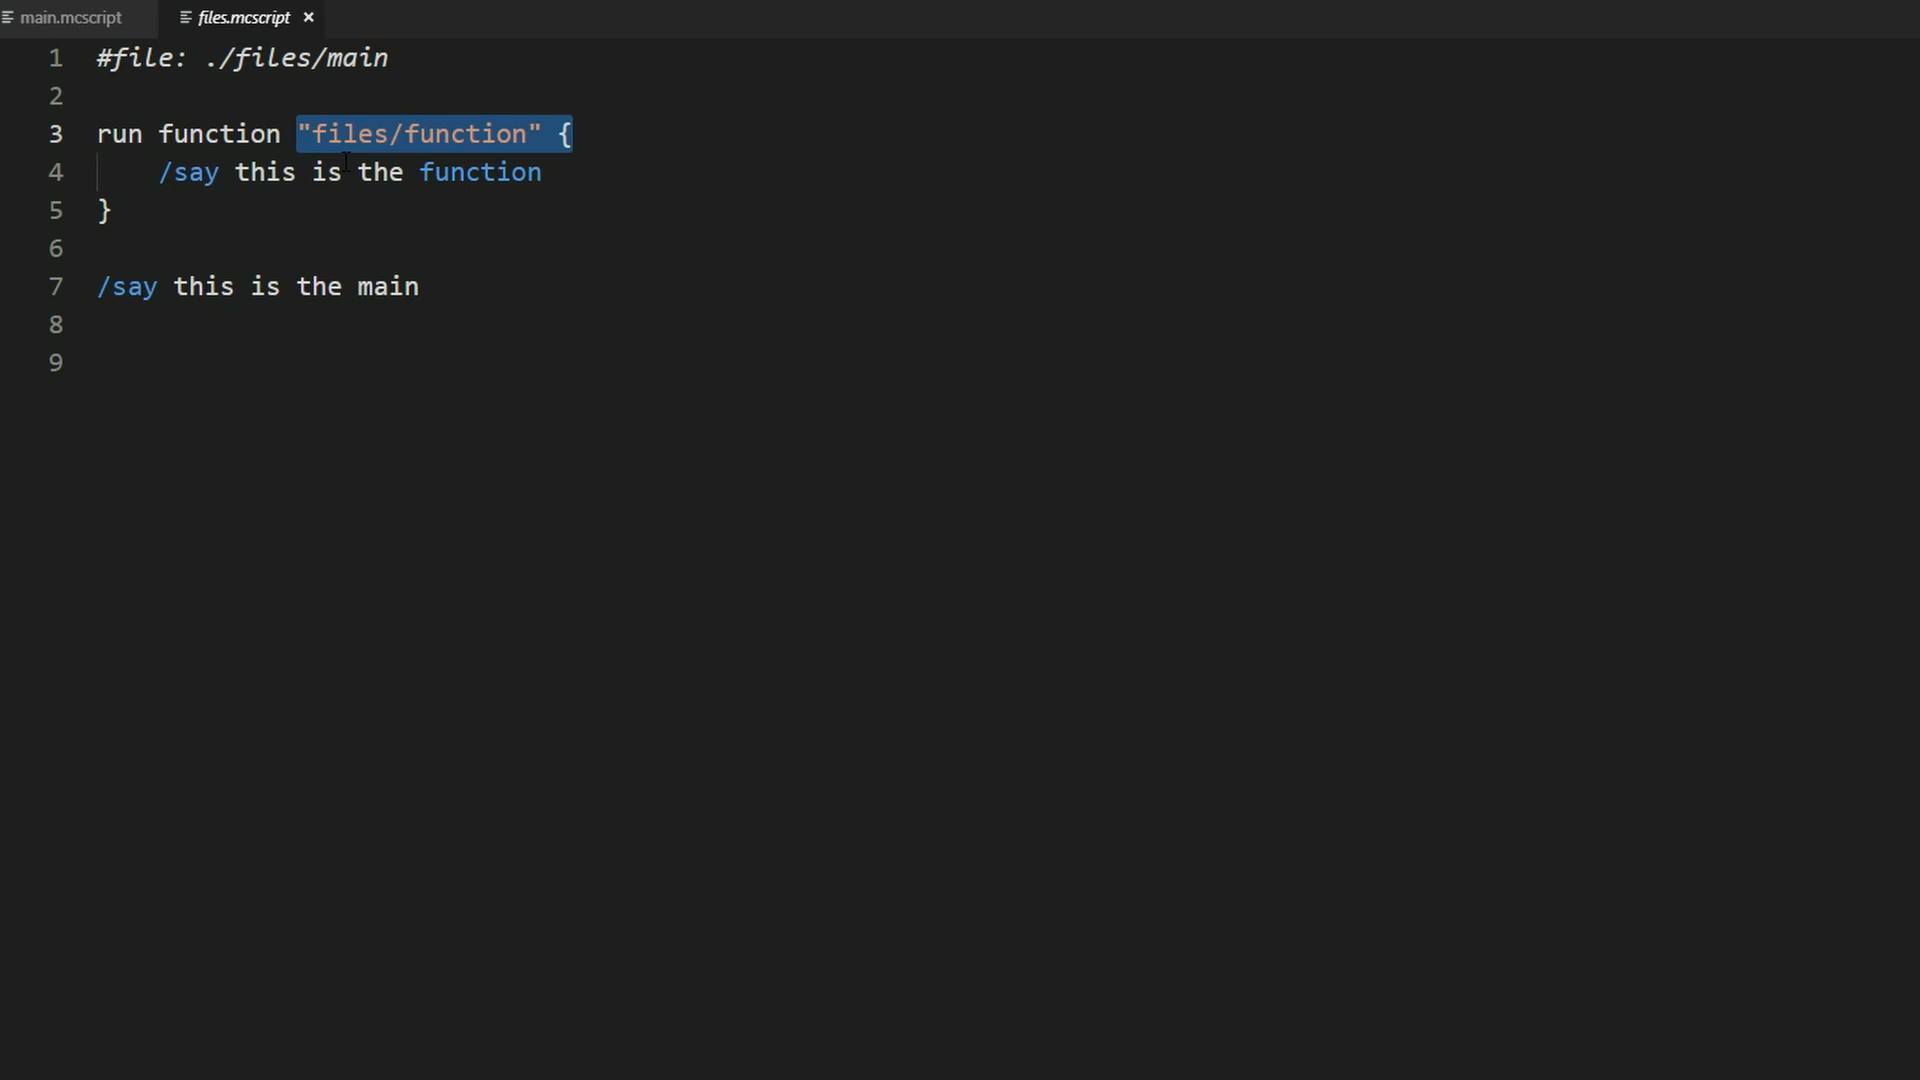 main.mcscript files.mcscript ×
1 #file: ./files/main
2
3 run function "files/function" {
4 /say this is the function
5 }
6
7 /say this is the main
8
9